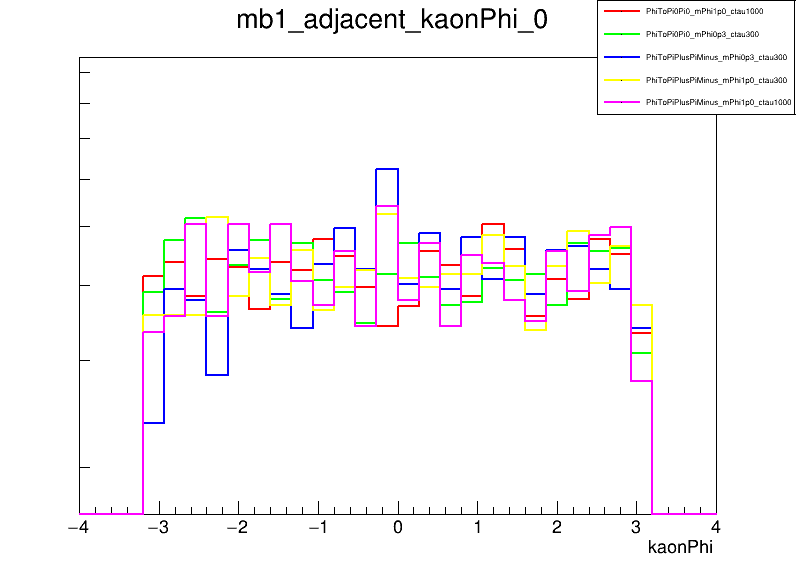 mb1_adjacent_kaonPhi_0
PhiToPi0Pi0_mPhi1p0_ctau1000
PhiToPi0Pi0_mPhi0p3_ctau300
PhiToPiPlusPiMinus_mPhi0p3_ctau300
PhiToPiPlusPiMinus_mPhi1p0_ctau300
PhiToPiPlusPiMinus_mPhi1p0_ctau1000
−4 −3 −2 −1 0 1 2 3 4
kaonPhi